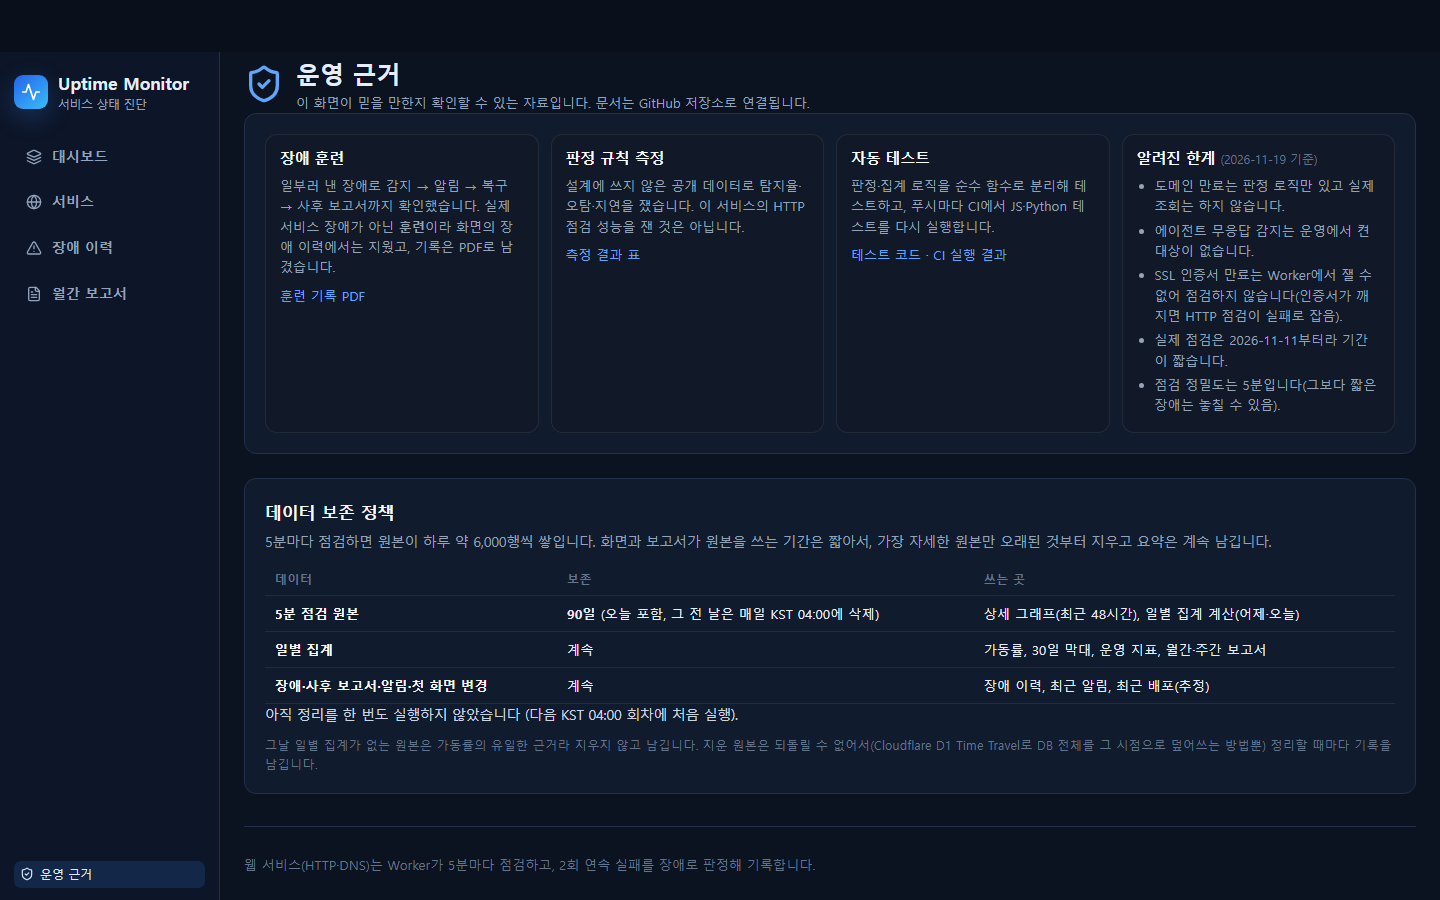 Uptime Monitor
서비스 상태 진단
대시보드
서비스
장애 이력
월간 보고서
운영 근거
운영 근거
이 화면이 믿을 만한지 확인할 수 있는 자료입니다. 문서는 GitHub 저장소로 연결됩니다.
장애 훈련
일부러 낸 장애로 감지 → 알림 → 복구
→ 사후 보고서까지 확인했습니다. 실제
서비스 장애가 아닌 훈련이라 화면의 장
애 이력에서는 지웠고, 기록은 PDF로 남
겼습니다.
훈련 기록 PDF
판정 규칙 측정
설계에 쓰지 않은 공개 데이터로 탐지율·
오탐·지연을 쟀습니다. 이 서비스의 HTTP
점검 성능을 잰 것은 아닙니다.
측정 결과 표
자동 테스트
판정·집계 로직을 순수 함수로 분리해 테
스트하고, 푸시마다 CI에서 JS·Python 테
스트를 다시 실행합니다.
테스트 코드 · CI 실행 결과
알려진 한계 (2026-11-19 기준)
• 도메인 만료는 판정 로직만 있고 실제
조회는 하지 않습니다.
• 에이전트 무응답 감지는 운영에서 켠
대상이 없습니다.
• SSL 인증서 만료는 Worker에서 잴 수
없어 점검하지 않습니다(인증서가 깨
지면 HTTP 점검이 실패로 잡음).
• 실제 점검은 2026-11-11부터라 기간
이 짧습니다.
• 점검 정밀도는 5분입니다(그보다 짧은
장애는 놓칠 수 있음).
데이터 보존 정책
5분마다 점검하면 원본이 하루 약 6,000행씩 쌓입니다. 화면과 보고서가 원본을 쓰는 기간은 짧아서, 가장 자세한 원본만 오래된 것부터 지우고 요약은 계속 남깁니다.
데이터 보존 쓰는 곳
5분 점검 원본 90일 (오늘 포함, 그 전 날은 매일 KST 04:00에 삭제) 상세 그래프(최근 48시간), 일별 집계 계산(어제·오늘)
일별 집계 계속 가동률, 30일 막대, 운영 지표, 월간·주간 보고서
장애·사후 보고서·알림·첫 화면 변경 계속 장애 이력, 최근 알림, 최근 배포(추정)
아직 정리를 한 번도 실행하지 않았습니다 (다음 KST 04:00 회차에 처음 실행).
그날 일별 집계가 없는 원본은 가동률의 유일한 근거라 지우지 않고 남깁니다. 지운 원본은 되돌릴 수 없어서(Cloudflare D1 Time Travel로 DB 전체를 그 시점으로 덮어쓰는 방법뿐) 정리할 때마다 기록을
남깁니다.
웹 서비스(HTTP·DNS)는 Worker가 5분마다 점검하고, 2회 연속 실패를 장애로 판정해 기록합니다.